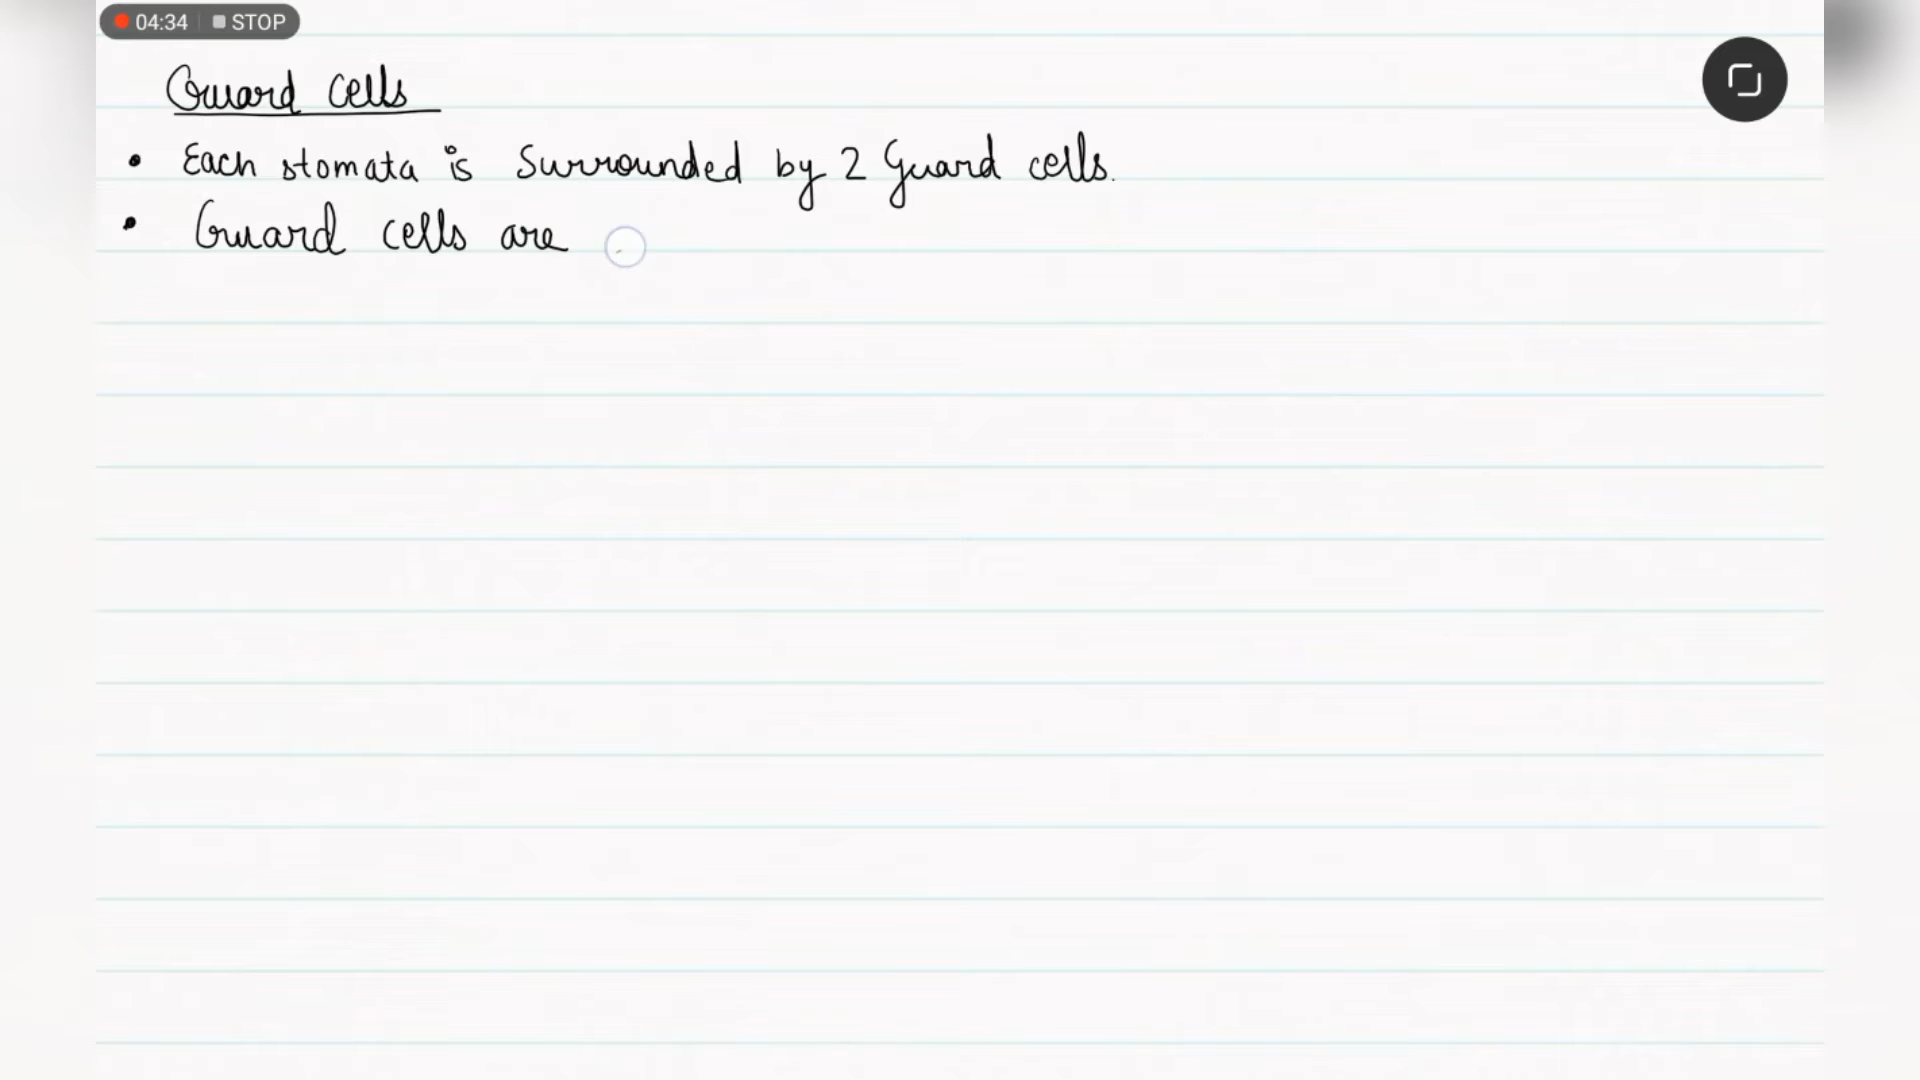 04:34 STOP
Guard cells
• Each stomata is Surrounded by 2 Guard cells.
• Guard cells are